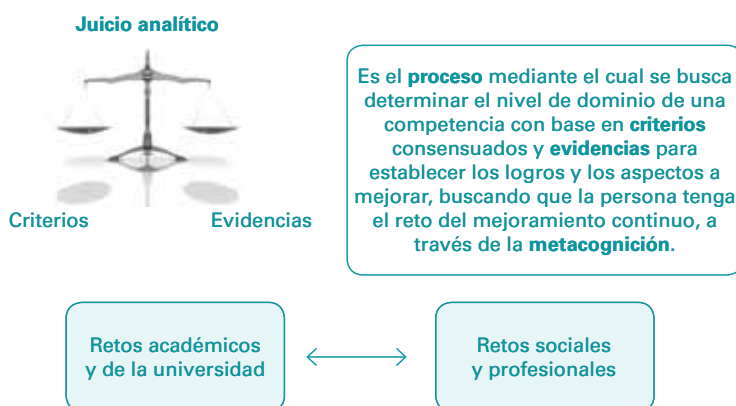 Juicio analítico
Criterios
Evidencias
Es el proceso mediante el cual se busca
determinar el nivel de dominio de una
competencia con base en criterios
consensuados y evidencias para
establecer los logros y los aspectos a
mejorar, buscando que la persona tenga
el reto del mejoramiento continuo, a
través de la metacognición.
Retos académicos
y de la universidad
Retos sociales
y profesionales